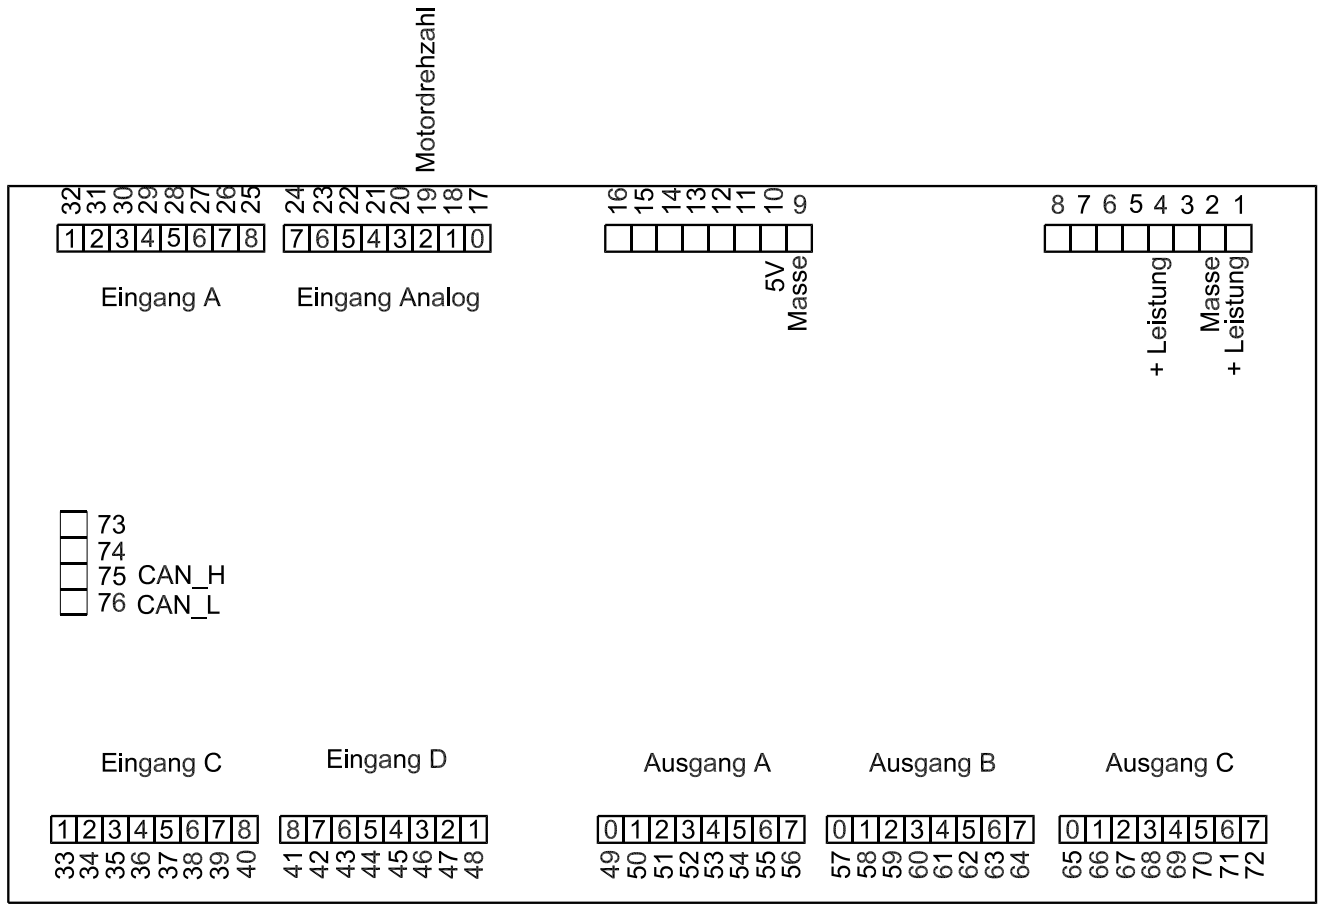 Motordrehzahl
32 31 30 29 28 27 26 25 24 23 22 21 20 19 18 17 16 15 14 13 12 11 10 9 8 7 6 5 4 3 2 1
1 2 3 4 5 6 7 8 7 6 5 4 3 2 1 0
5V
Masse
+ Leistung
Masse
+ Leistung
Eingang A Eingang Analog
73
74
75 CAN_H
76 CAN_L
Eingang C Eingang D Ausgang A Ausgang B Ausgang C
1 2 3 4 5 6 7 8 8 7 6 5 4 3 2 1 0 1 2 3 4 5 6 7 0 1 2 3 4 5 6 7 0 1 2 3 4 5 6 7
33 34 35 36 37 38 39 40 41 42 43 44 45 46 47 48 49 50 51 52 53 54 55 56 57 58 59 60 61 62 63 64 65 66 67 68 69 70 71 72